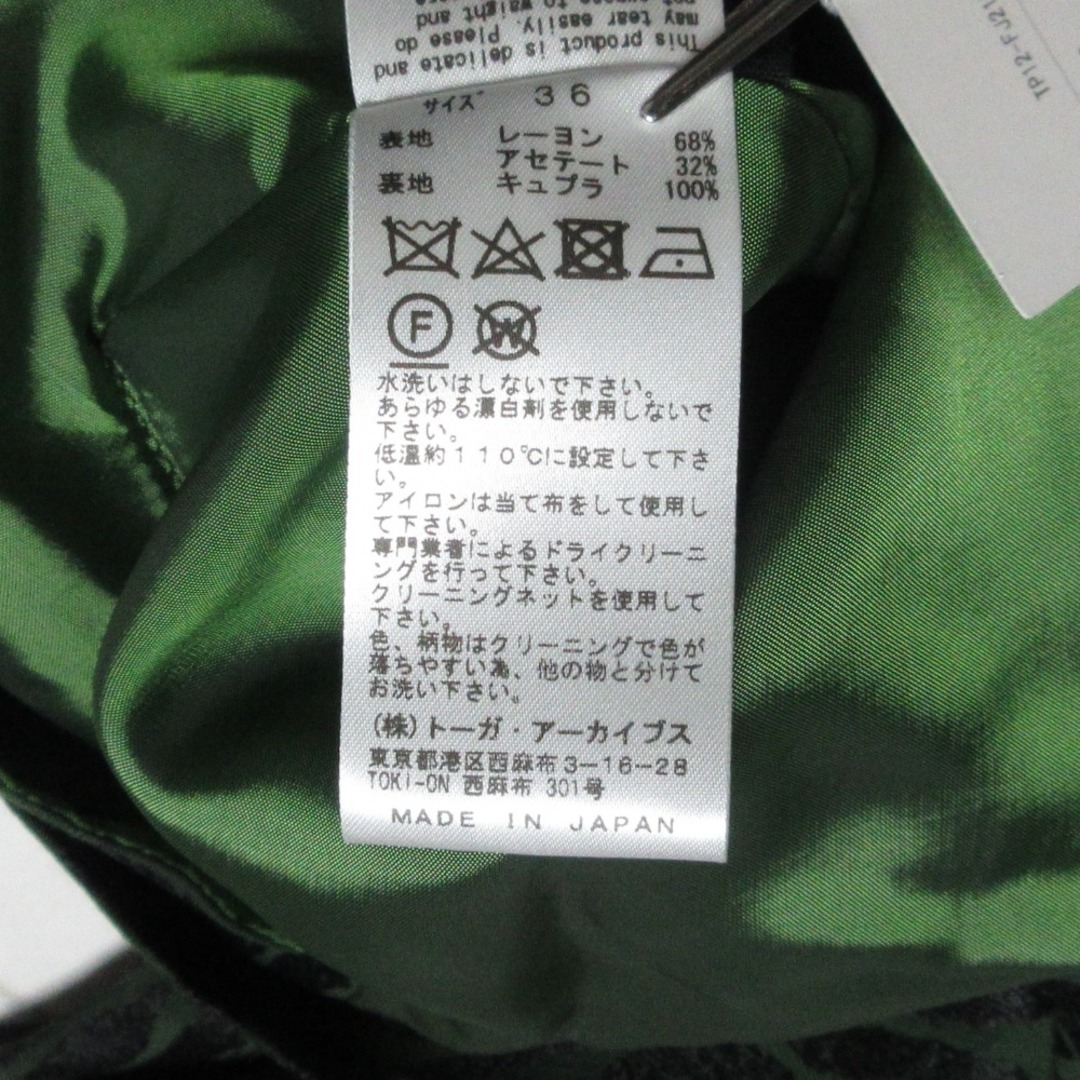 This product is delicate and
may tear easily. Please do
not expose to weight and
サイズ 36
表地 レーヨン 68%
アセテート 32%
裏地 キュプラ 100%
F W
水洗いはしないで下さい。
あらゆる漂白剤を使用しないで
下さい。
低温約110℃に設定して下さ
い。
アイロンは当て布をして使用し
て下さい。
専門業者によるドライクリーニ
ングを行って下さい。
クリーニングネットを使用して
下さい。
色、柄物はクリーニングで色が
落ちやすい為、他の物と分けて
お洗い下さい。
(株)トーガ・アーカイブス
東京都港区西麻布3-16-28
TOKI-ON 西麻布 301号
MADE IN JAPAN
TP12-FJ21